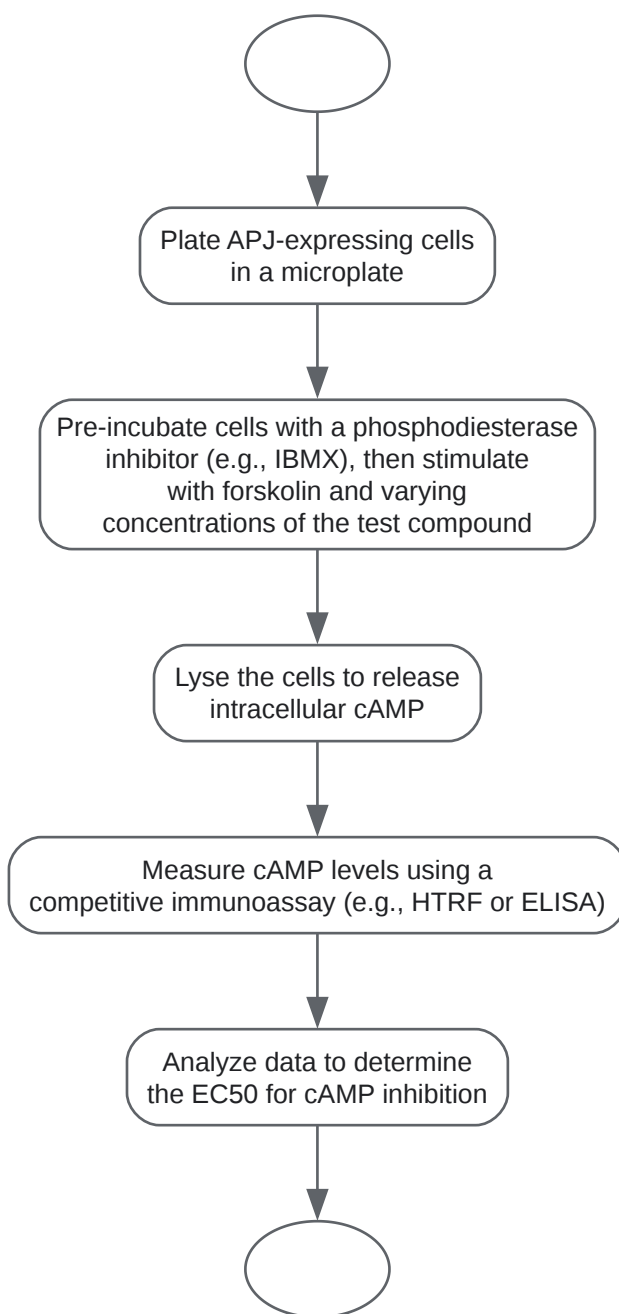 Plate APJ-expressing cells
in a microplate
Pre-incubate cells with a phosphodiesterase
inhibitor (e.g., IBMX), then stimulate
with forskolin and varying
concentrations of the test compound
Lyse the cells to release
intracellular cAMP
Measure cAMP levels using a
competitive immunoassay (e.g., HTRF or ELISA)
Analyze data to determine
the EC50 for cAMP inhibition